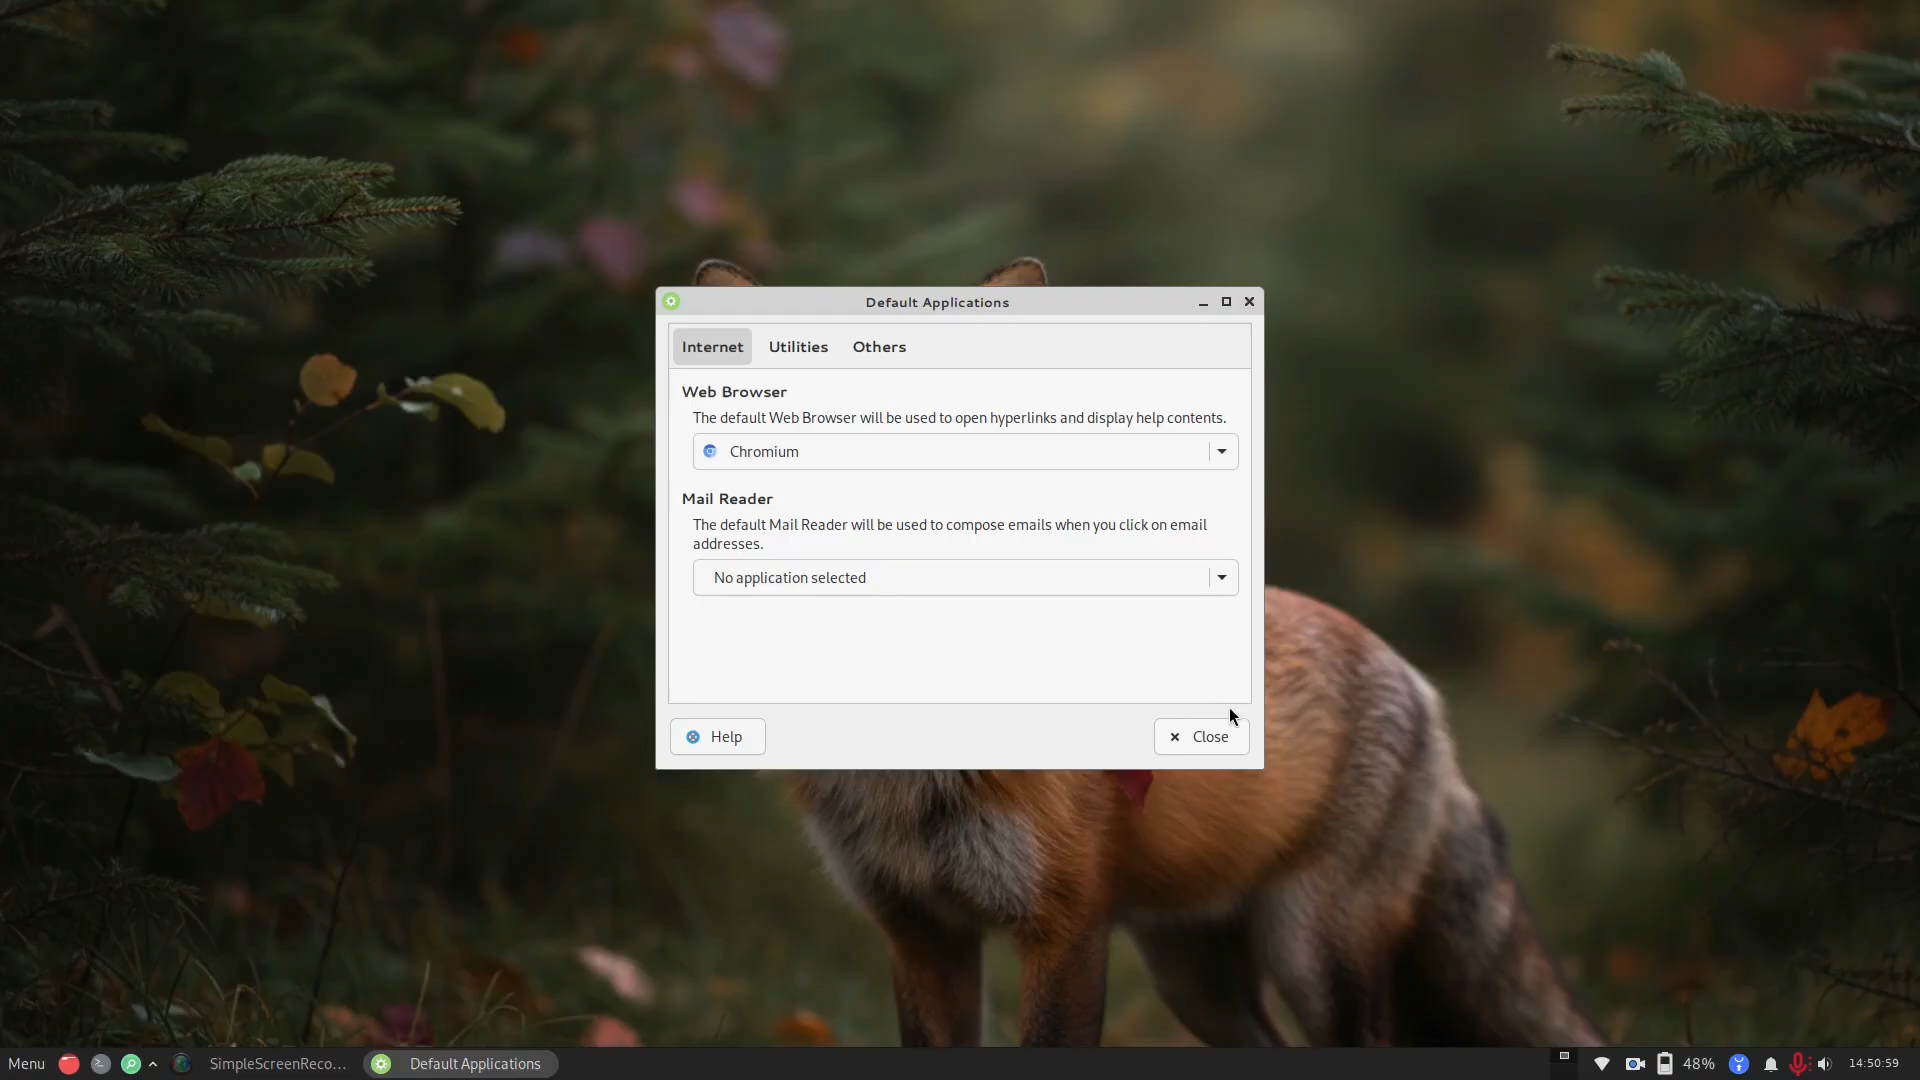 Default Applications
Internet Utilities Others
Web Browser
The default Web Browser will be used to open hyperlinks and display help contents.
Chromium
Mail Reader
The default Mail Reader will be used to compose emails when you click on email
addresses.
No application selected
Help Close
Menu SimpleScreenReco... Default Applications 48% 14:50:59